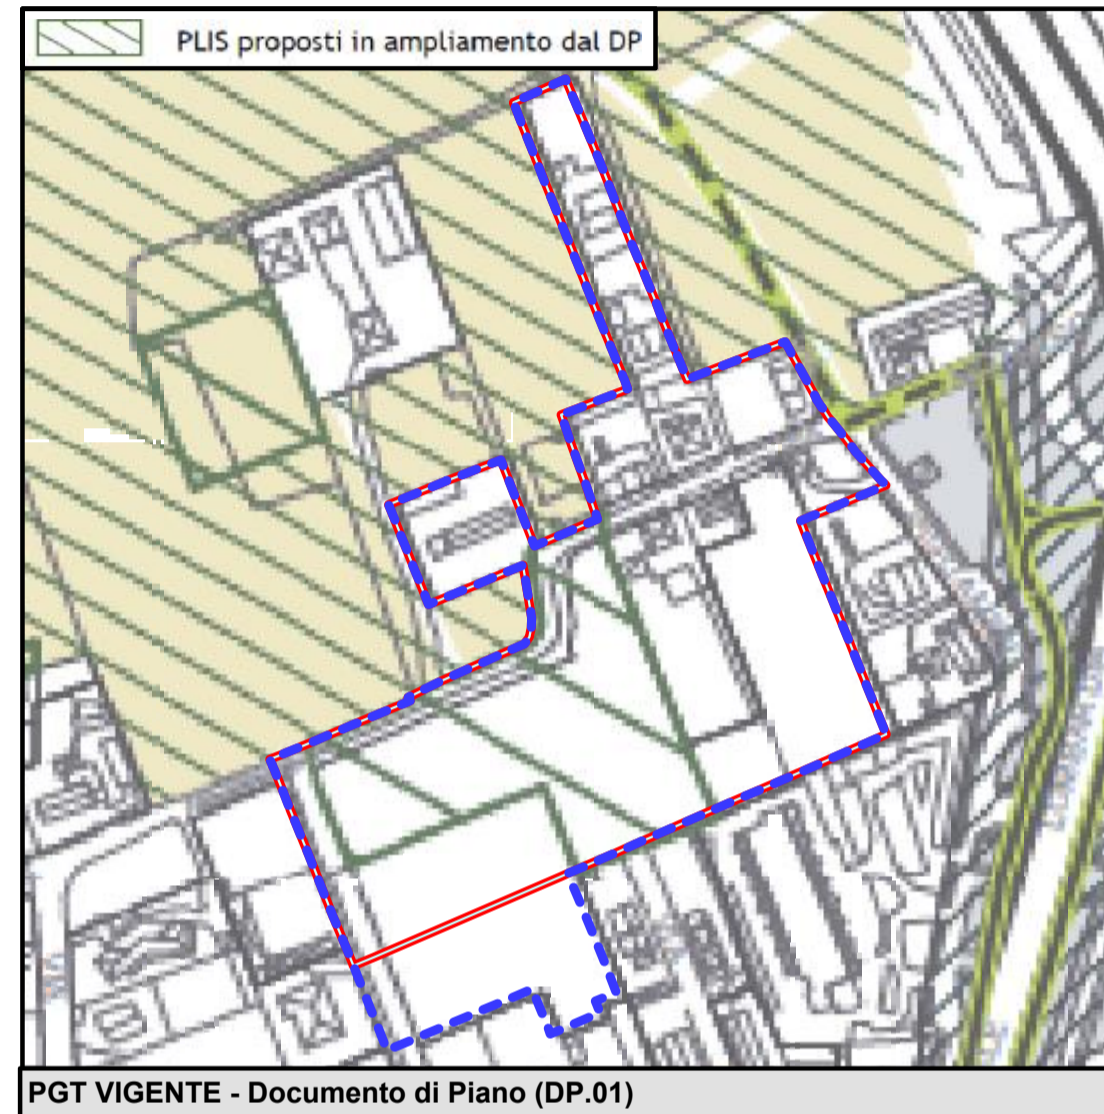 PLIS proposti in ampliamento dal DP
PGT VIGENTE - Documento di Piano (DP.01)